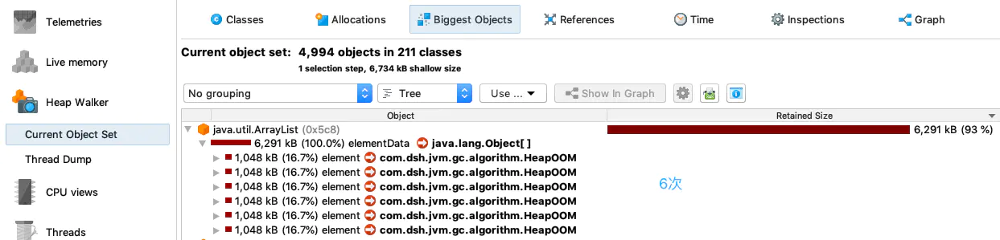 Telemetries
Live memory
Heap Walker
Current Object Set
Thread Dump
CPU views
Threads
Classes
Allocations
Biggest Objects
References
Time
Inspections
Graph
Current object set: 4,994 objects in 211 classes
1 selection step, 6,734 kB shallow size
No grouping
Tree
Use ...
Show In Graph
Object
Retained Size
java.util.ArrayList (0x5c8)
6,291 kB (93 %)
6,291 kB (100.0%) elementData java.lang.Object[ ]
1,048 kB (16.7%) element com.dsh.jvm.gc.algorithm.HeapOOM
1,048 kB (16.7%) element com.dsh.jvm.gc.algorithm.HeapOOM
1,048 kB (16.7%) element com.dsh.jvm.gc.algorithm.HeapOOM
6次
1,048 kB (16.7%) element com.dsh.jvm.gc.algorithm.HeapOOM
1,048 kB (16.7%) element com.dsh.jvm.gc.algorithm.HeapOOM
1,048 kB (16.7%) element com.dsh.jvm.gc.algorithm.HeapOOM